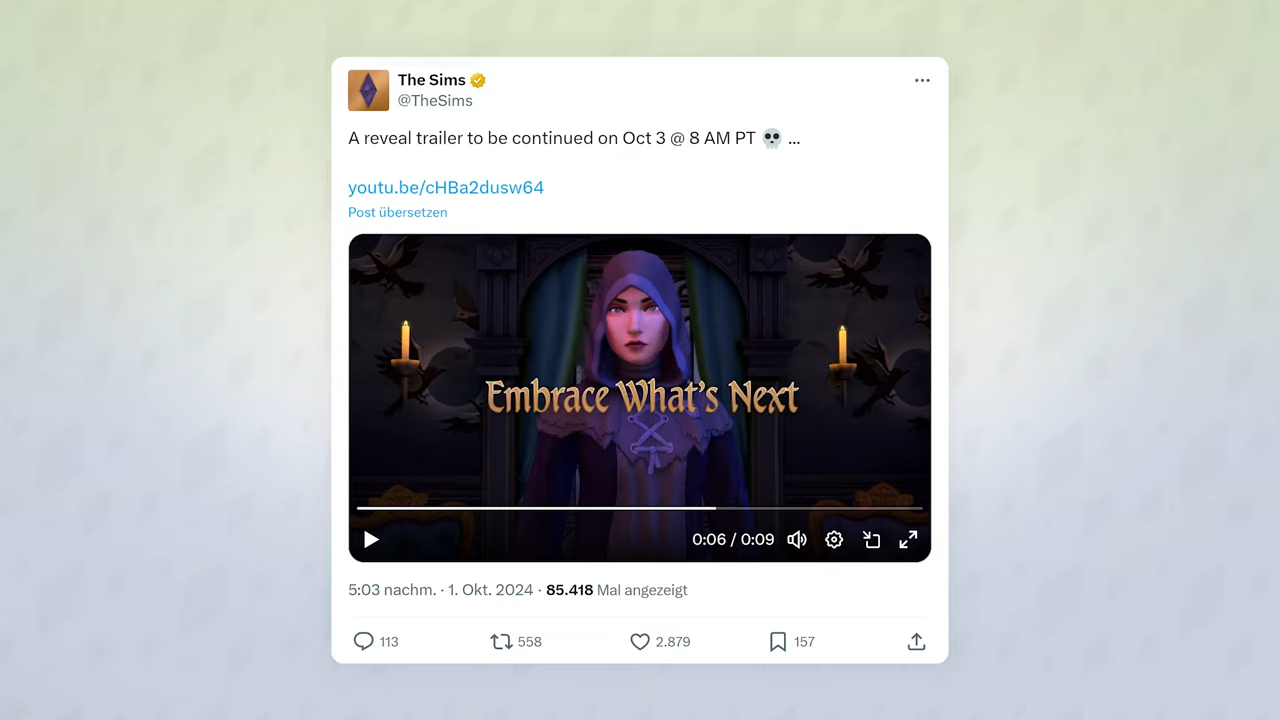 The Sims
@TheSims
A reveal trailer to be continued on Oct 3 @ 8 AM PT 💀 ...
youtu.be/cHBa2dusw64
Post übersetzen
Embrace What's Next
0:06 / 0:09
5:03 nachm. · 1. Okt. 2024 · 85.418 Mal angezeigt
113 558 2.879 157